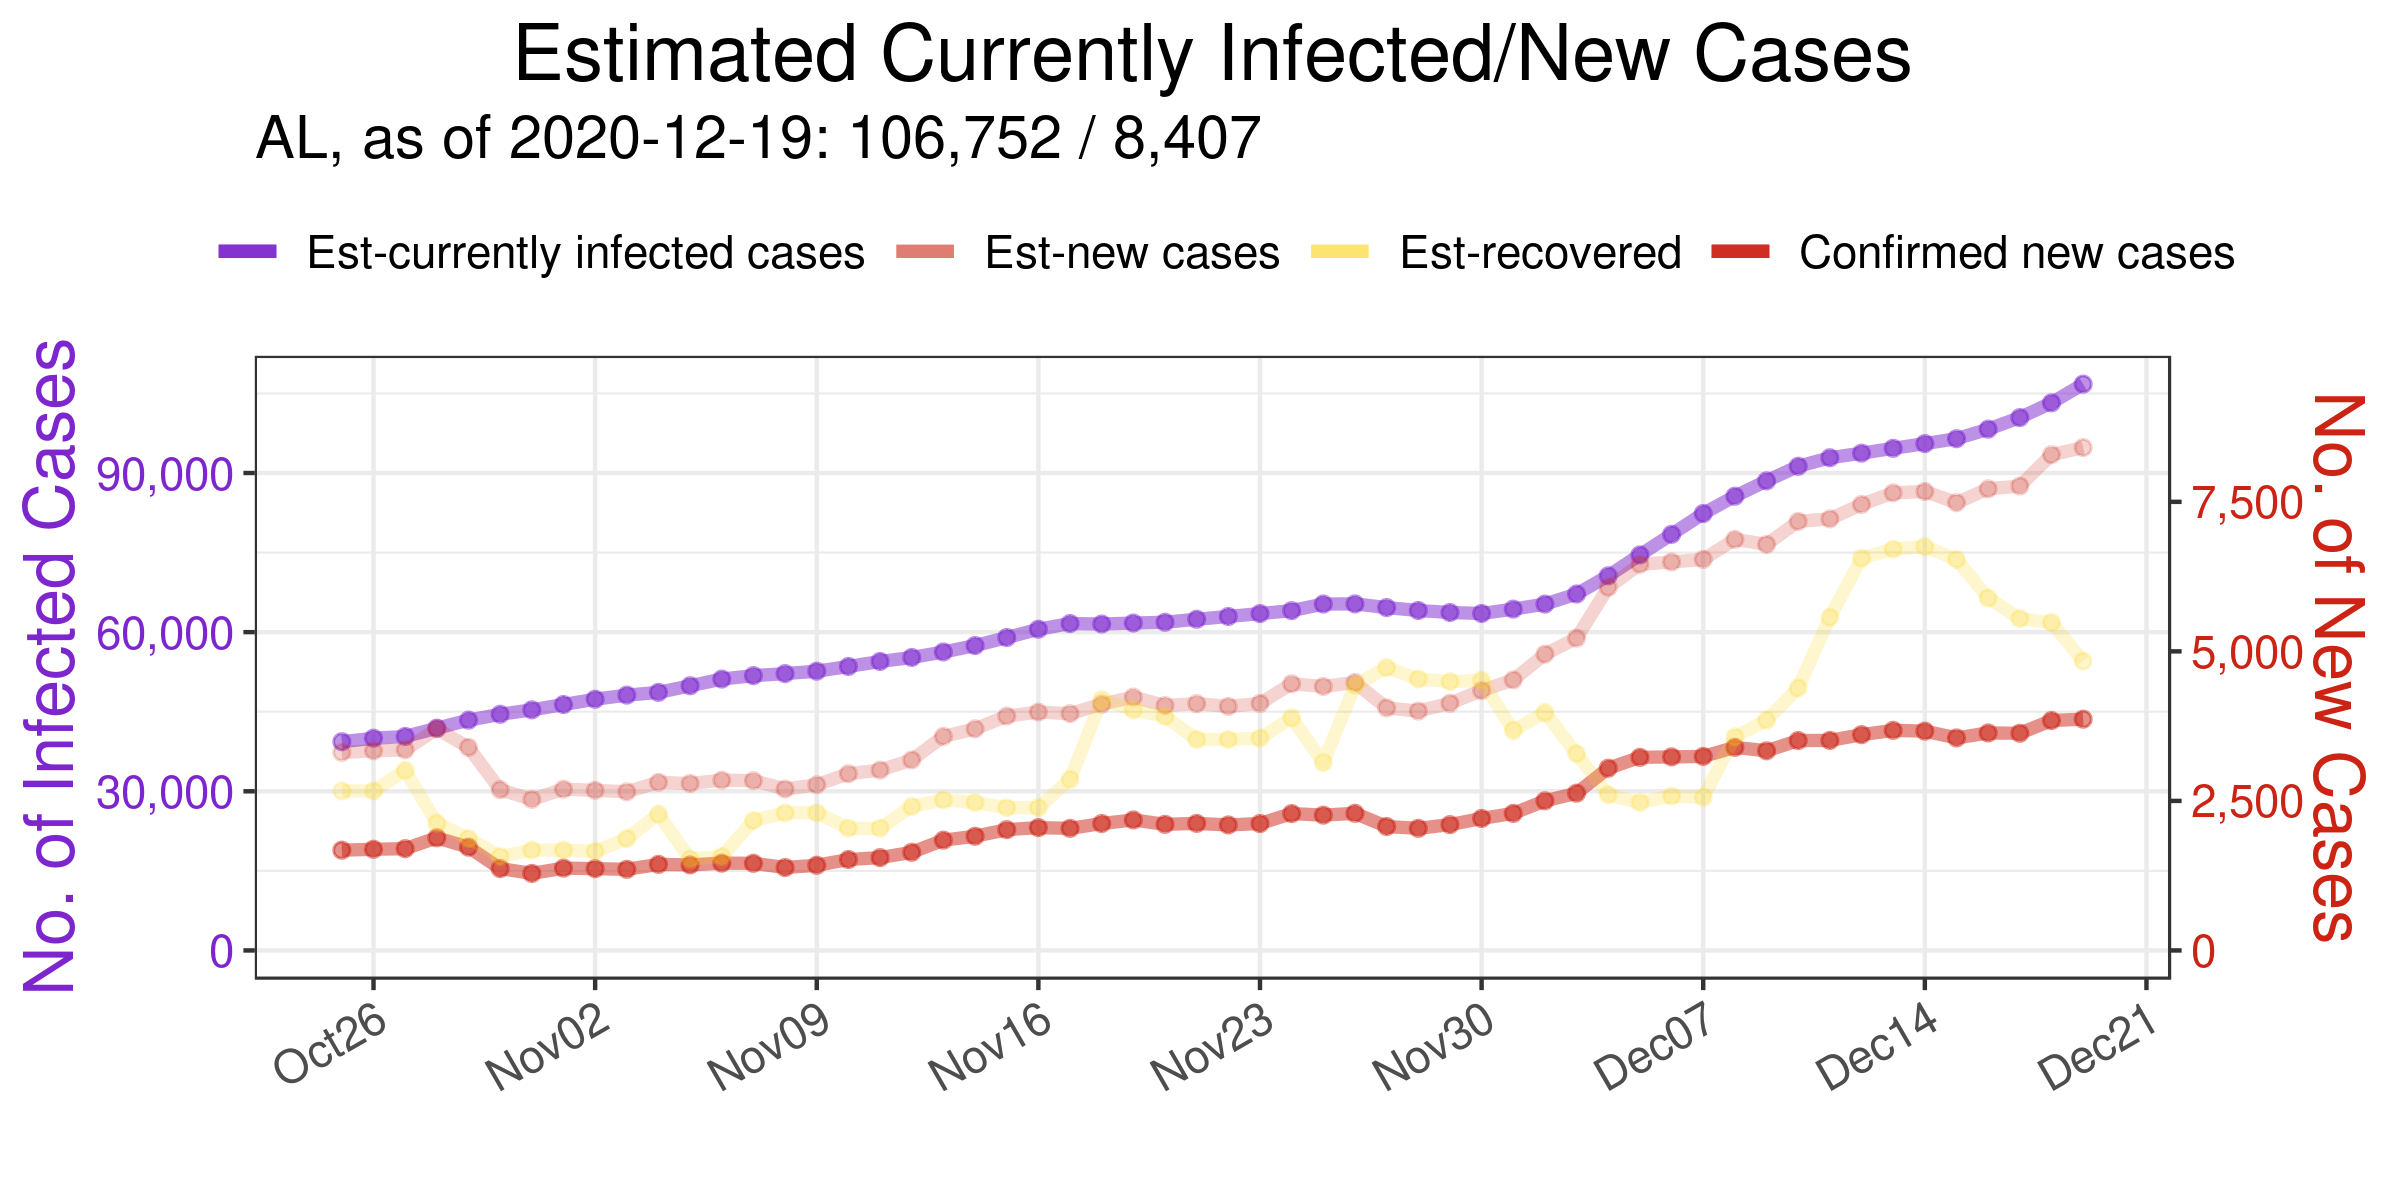 Estimated Currently Infected/New Cases
AL, as of 2020-12-19: 106,752 / 8,407
Est-currently infected cases Est-new cases Est-recovered Confirmed new cases
No. of Infected Cases
90,000
60,000
30,000
0
No. of New Cases
7,500
5,000
2,500
0
Oct26 Nov02 Nov09 Nov16 Nov23 Nov30 Dec07 Dec14 Dec21